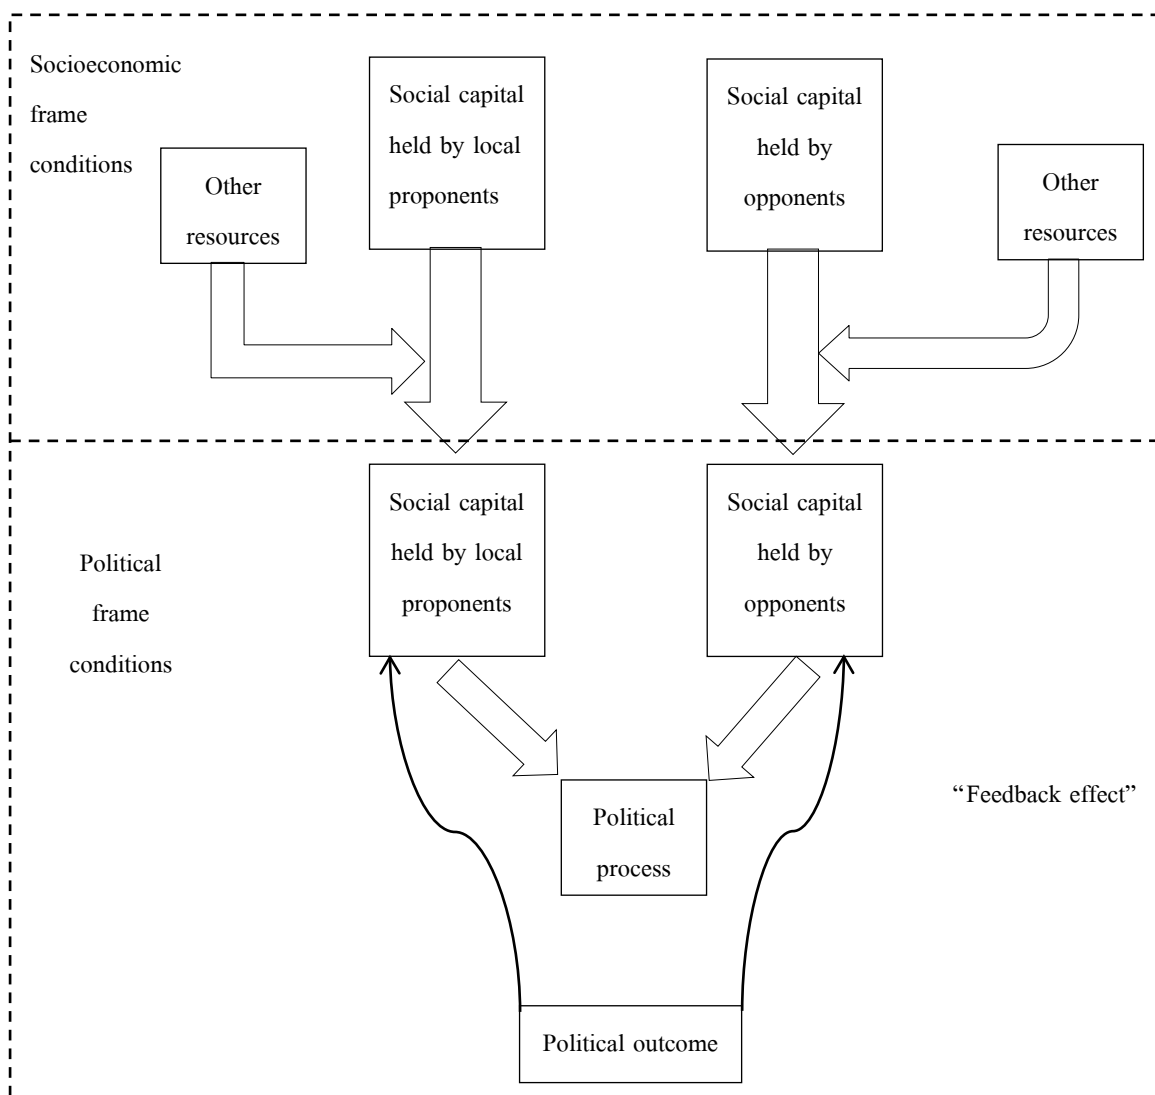 Socioeconomic
frame
conditions
Other
resources
Social capital
held by local
proponents
Social capital
held by
opponents
Other
resources
Political
frame
conditions
Social capital
held by local
proponents
Social capital
held by
opponents
Political
process
“Feedback effect”
Political outcome